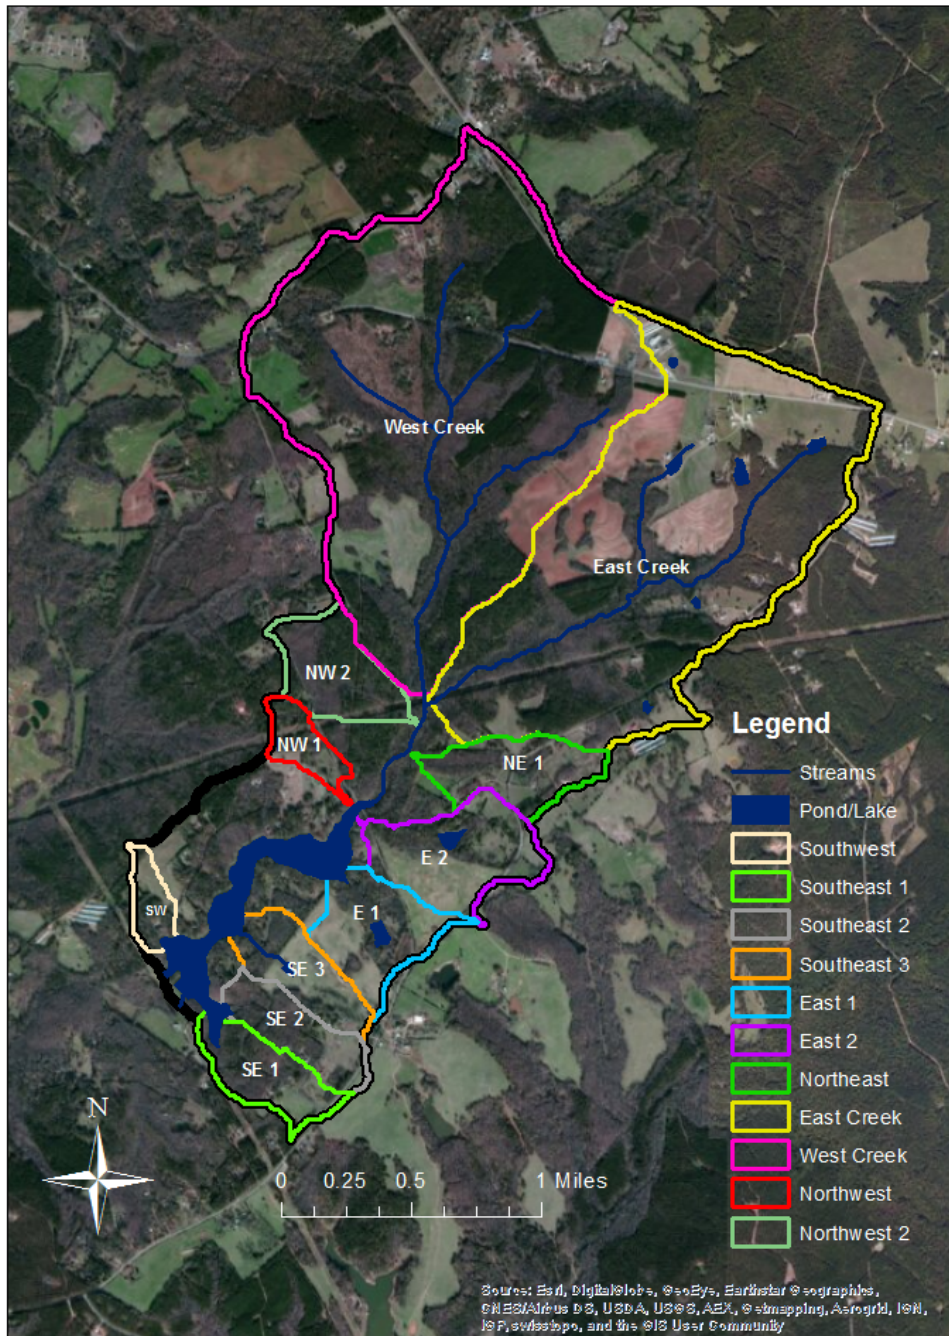 West Creek
East Creek
NW 2
NW 1
NE 1
E 2
E 1
SW
SE 3
SE 2
SE 1
Legend
Streams
Pond/Lake
Southwest
Southeast 1
Southeast 2
Southeast 3
East 1
East 2
Northeast
East Creek
West Creek
Northwest
Northwest 2
N
0 0.25 0.5 1 Miles
Source: Esri, DigitalGlobe, GeoEye, Earthstar Geographics,
CNES/Airbus DS, USDA, USGS, AEX, Getmapping, Aerogrid, IGN,
IGP, swisstopo, and the GIS User Community